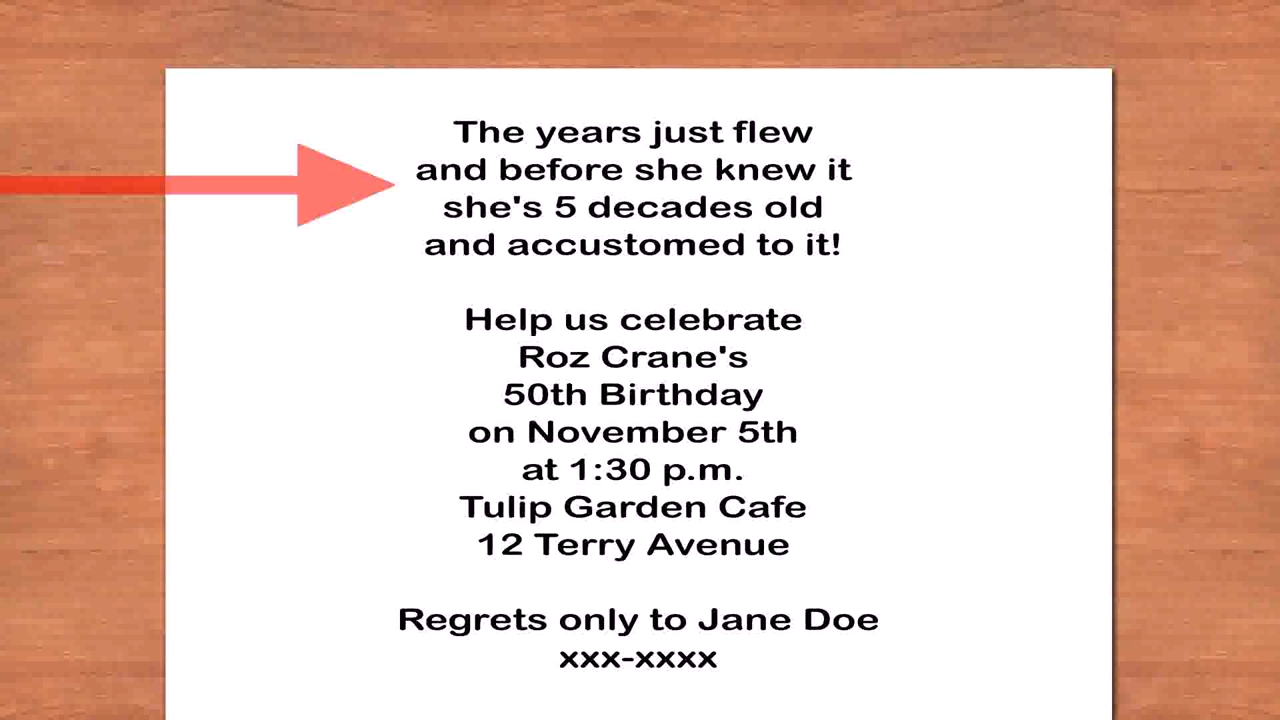 The years just flew
and before she knew it
she's 5 decades old
and accustomed to it!
Help us celebrate
Roz Crane's
50th Birthday
on November 5th
at 1:30 p.m.
Tulip Garden Cafe
12 Terry Avenue
Regrets only to Jane Doe
xxx-xxxx